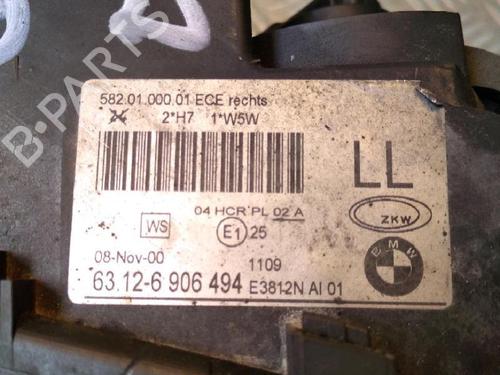 582.01.000.01 ECE rechts
2*H7 1*W5W
LL
04 HCR PL 02 A
ZKW
WS
E1 25
BMW
08-Nov-00 1109
63.12-6 906 494 E3812N AI 01
B-PARTS